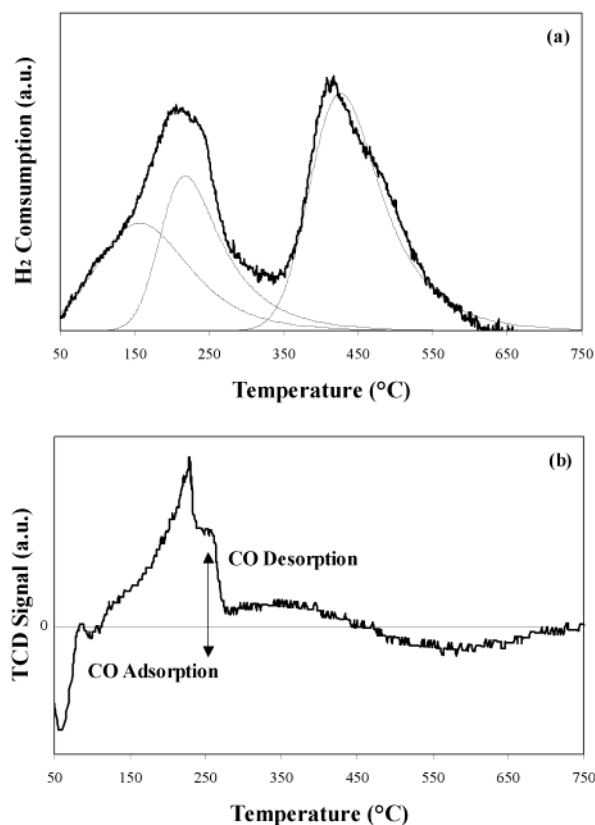 (a)
H2 Comsumption (a.u.)
50 150 250 350 450 550 650 750
Temperature (°C)
(b)
TCD Signal (a.u.)
CO Desorption
0
CO Adsorption
50 150 250 350 450 550 650 750
Temperature (°C)